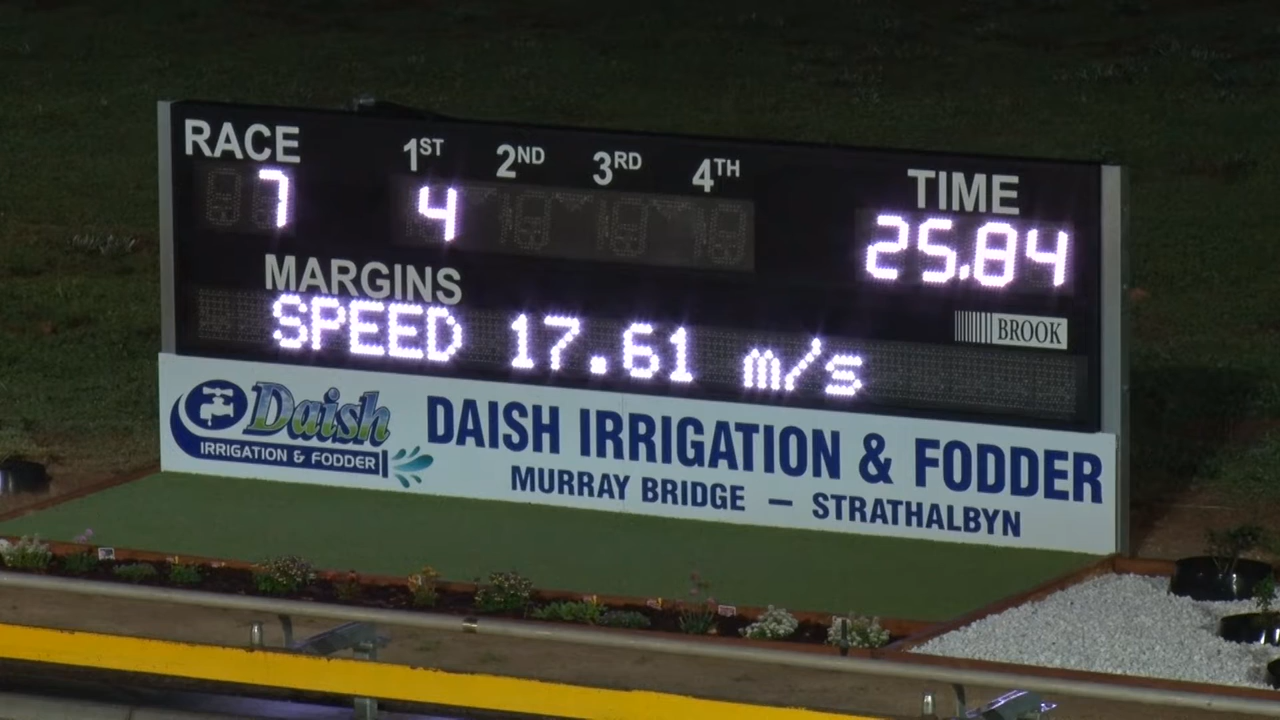 RACE 1ST 2ND 3RD 4TH TIME
7 4 25.84
MARGINS
SPEED 17.61 m/s
BROOK
Daish
IRRIGATION & FODDER
DAISH IRRIGATION & FODDER
MURRAY BRIDGE – STRATHALBYN